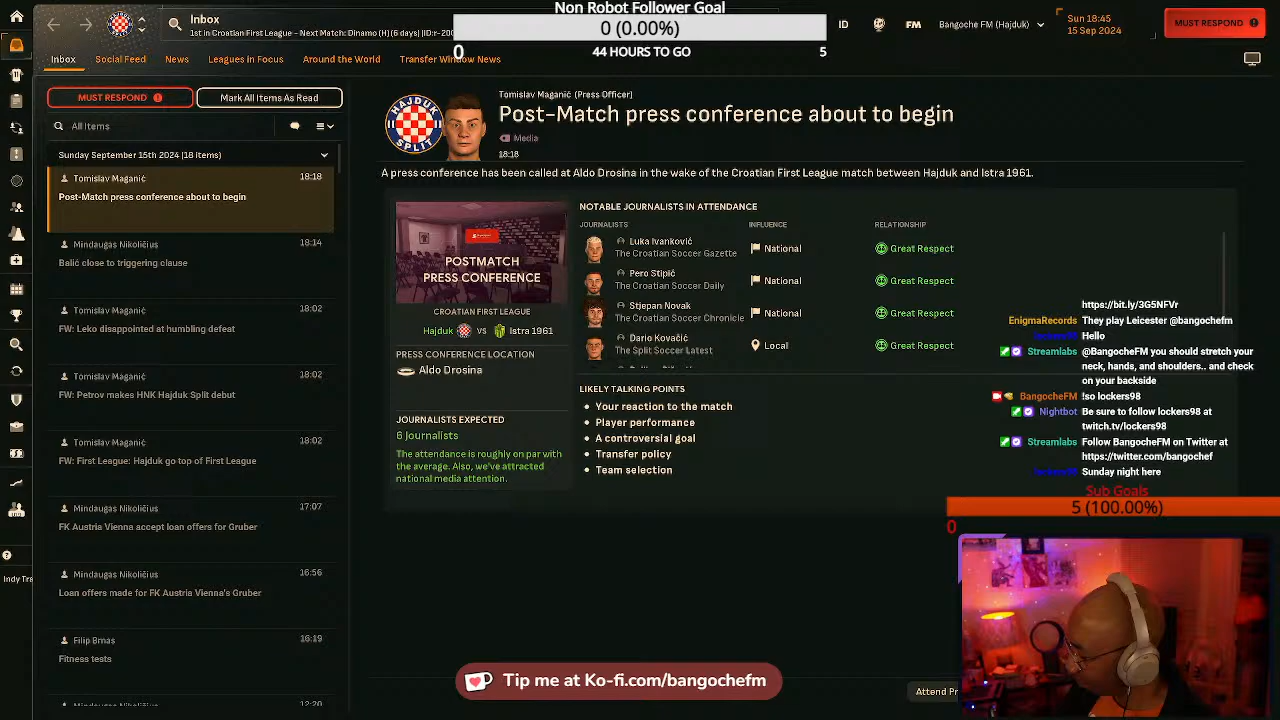 Non Robot Follower Goal
0 (0.00%)
0
44 HOURS TO GO
5
Inbox
1st in Croatian First League – Next Match: Dinamo (H)(6 days)
ID
FM
Bangoche FM (Hajduk)
Sun 18:45
15 Sep 2024
MUST RESPOND
Inbox
Social Feed
News
Leagues in Focus
Around the World
Transfer Window News
MUST RESPOND
Mark All Items As Read
All Items
Sunday September 15th 2024 (18 Items)
Tomislav Maganić
18:18
Post-Match press conference about to begin
Mindaugas Nikoličius
18:14
Balić close to triggering clause
Tomislav Maganić
18:02
FW: Leko disappointed at humbling defeat
Tomislav Maganić
18:02
FW: Petrov makes HNK Hajduk Split debut
Tomislav Maganić
18:02
FW: First League: Hajduk go top of First League
Mindaugas Nikoličius
17:07
FK Austria Vienna accept loan offers for Gruber
Mindaugas Nikoličius
16:56
Loan offers made for FK Austria Vienna's Gruber
Filip Brnas
16:19
Fitness tests
12:20
Indy Tra
HAJDUK
SPLIT
Tomislav Maganić (Press Officer)
Post-Match press conference about to begin
Media
18:18
A press conference has been called at Aldo Drosina in the wake of the Croatian First League match between Hajduk and Istra 1961.
POSTMATCH
PRESS CONFERENCE
CROATIAN FIRST LEAGUE
Hajduk VS Istra 1961
PRESS CONFERENCE LOCATION
Aldo Drosina
JOURNALISTS EXPECTED
6 Journalists
The attendance is roughly on par with
the average. Also, we've attracted
national media attention.
NOTABLE JOURNALISTS IN ATTENDANCE
JOURNALISTS
INFLUENCE
RELATIONSHIP
Luka Ivanković
The Croatian Soccer Gazette
National
Great Respect
Pero Stipić
The Croatian Soccer Daily
National
Great Respect
Stjepan Novak
The Croatian Soccer Chronicle
National
Great Respect
Dario Kovačić
The Split Soccer Latest
Local
Great Respect
LIKELY TALKING POINTS
Your reaction to the match
Player performance
A controversial goal
Transfer policy
Team selection
https://bit.ly/3G5NFVr
EnigmaRecords They play Leicester @bangochefm
lockers98 Hello
Streamlabs @BangocheFM you should stretch your
neck, hands, and shoulders.. and check
on your backside
BangocheFM !so lockers98
Nightbot Be sure to follow lockers98 at
twitch.tv/lockers98
Streamlabs Follow BangocheFM on Twitter at
https://twitter.com/bangochef
lockers98 Sunday night here
Sub Goals
5 (100.00%)
0
Tip me at Ko-fi.com/bangochefm
Attend Pr